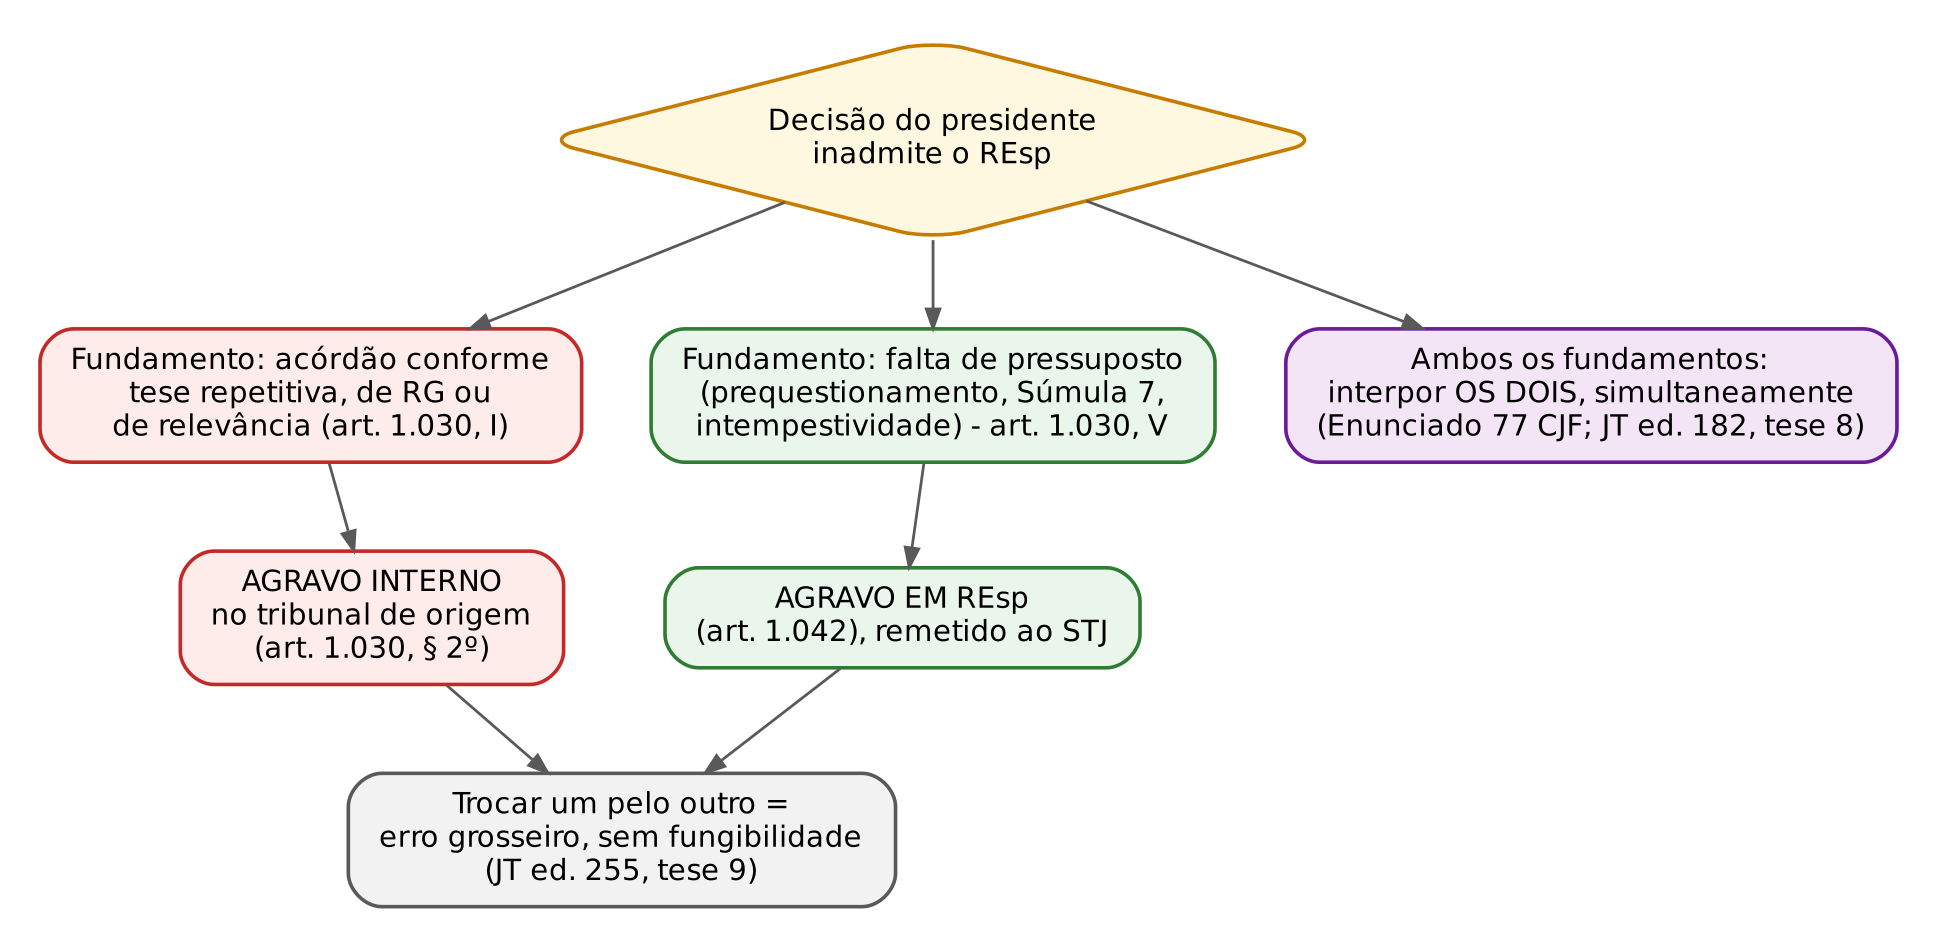 Decisão do presidente
inadmite o REsp
Fundamento: acórdão conforme
tese repetitiva, de RG ou
de relevância (art. 1.030, I)
Fundamento: falta de pressuposto
(prequestionamento, Súmula 7,
intempestividade) - art. 1.030, V
Ambos os fundamentos:
interpor OS DOIS, simultaneamente
(Enunciado 77 CJF; JT ed. 182, tese 8)
AGRAVO INTERNO
no tribunal de origem
(art. 1.030, § 2º)
AGRAVO EM REsp
(art. 1.042), remetido ao STJ
Trocar um pelo outro =
erro grosseiro, sem fungibilidade
(JT ed. 255, tese 9)